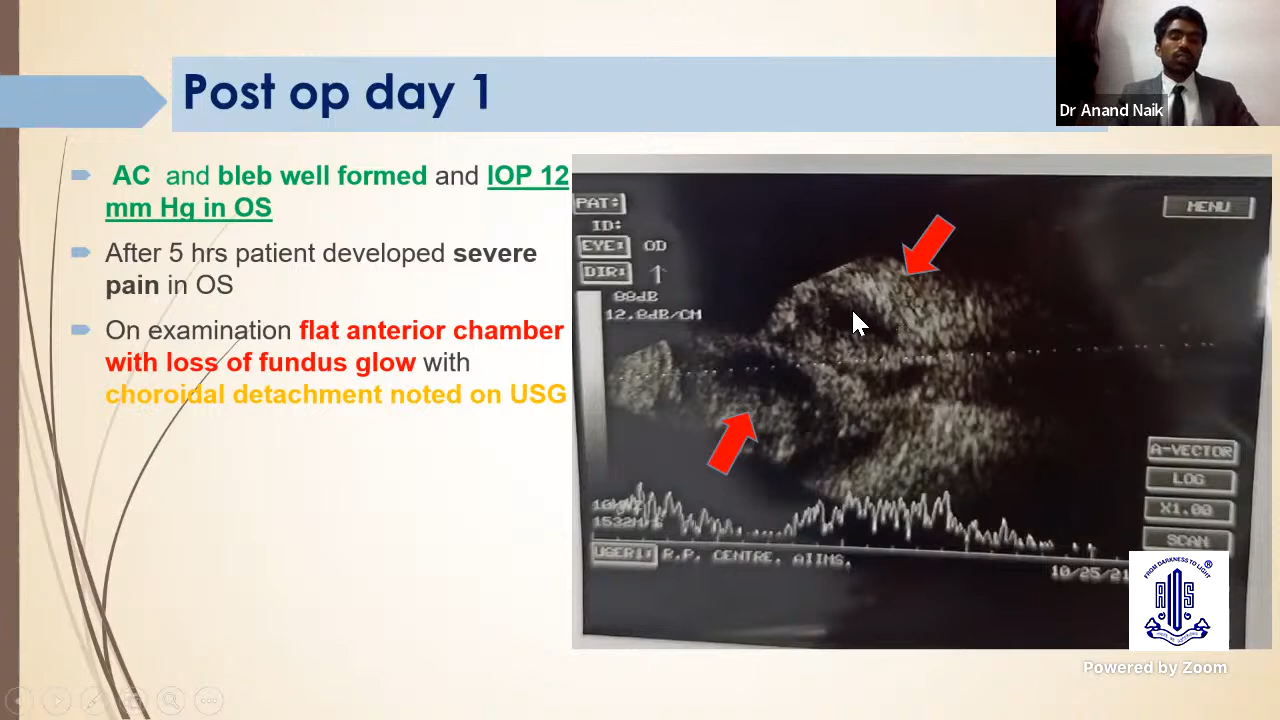 Post op day 1
Dr Anand Naik
AC and bleb well formed and IOP 12
mm Hg in OS
After 5 hrs patient developed severe
pain in OS
On examination flat anterior chamber
with loss of fundus glow with
choroidal detachment noted on USG
PAT:
ID:
EYE: OD
DIR: ↑
88dB
12.8dB/CM
MENU
A-VECTOR
LOG
X1.00
SCAN
1532M/S
USER1: R.P. CENTRE, AIIMS,
10/25/21
FROM DARKNESS TO LIGHT
AIOS
Powered by Zoom